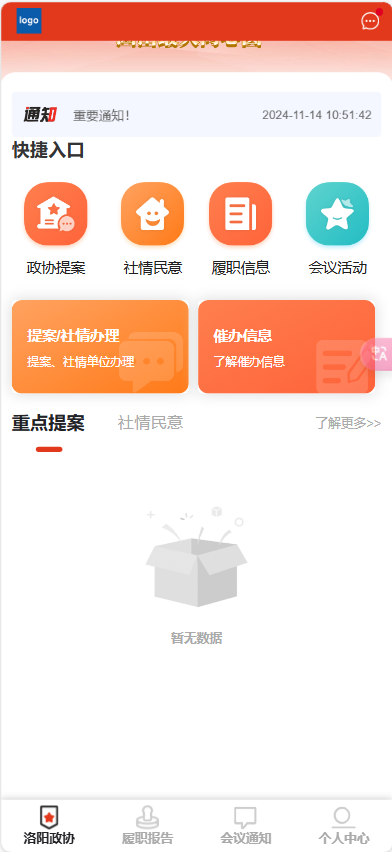 logo
通知 重要通知! 2024-11-14 10:51:42
快捷入口
政协提案 社情民意 履职信息 会议活动
提案/社情办理 催办信息
提案、社情单位办理 了解催办信息
重点提案 社情民意 了解更多>>
暂无数据
洛阳政协 履职报告 会议通知 个人中心